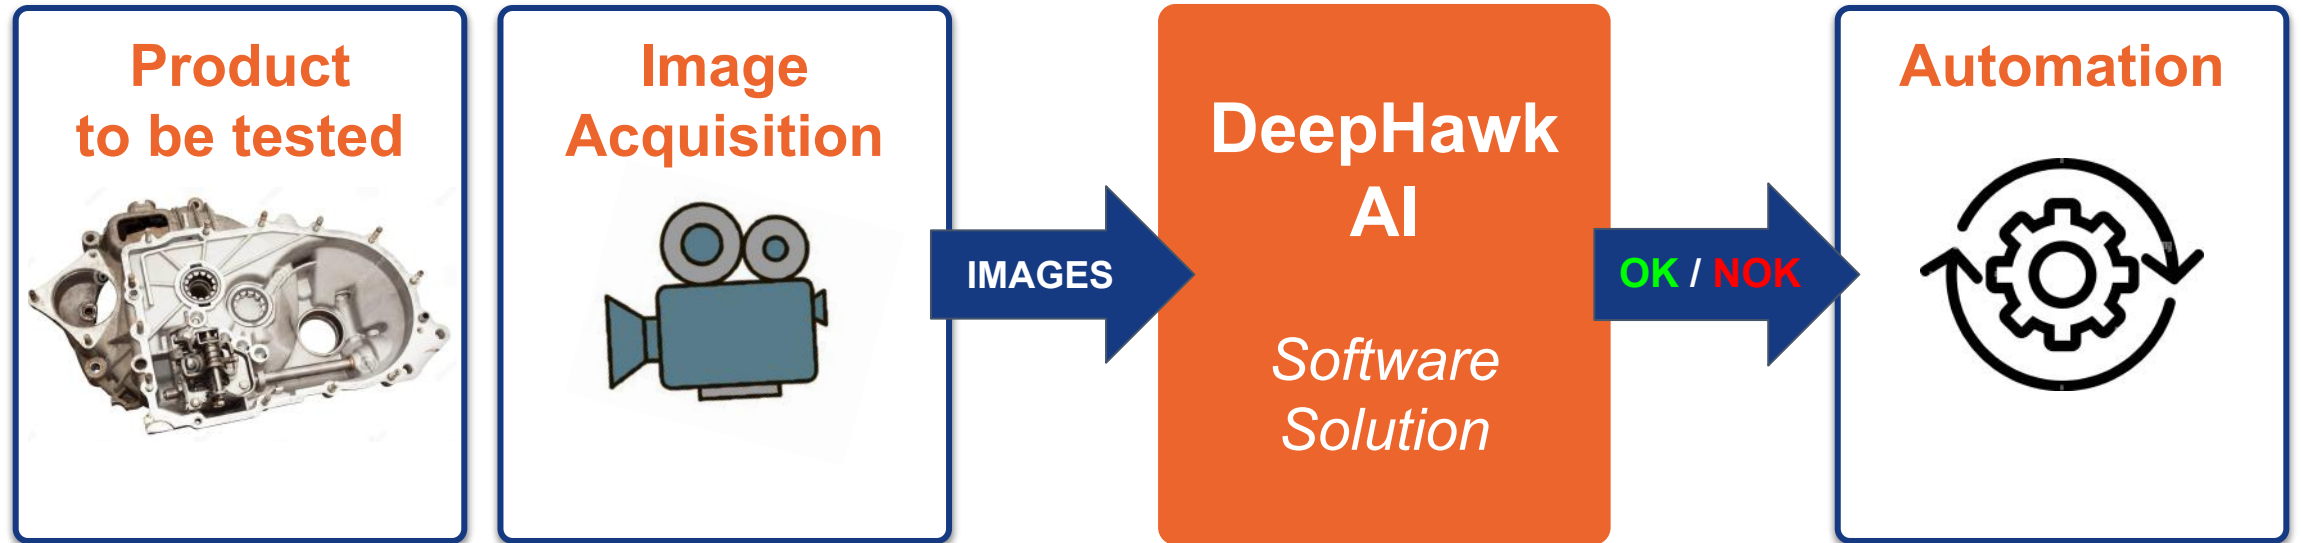 Product
to be tested
Image
Acquisition
IMAGES
DeepHawk
AI
Software
Solution
OK / NOK
Automation